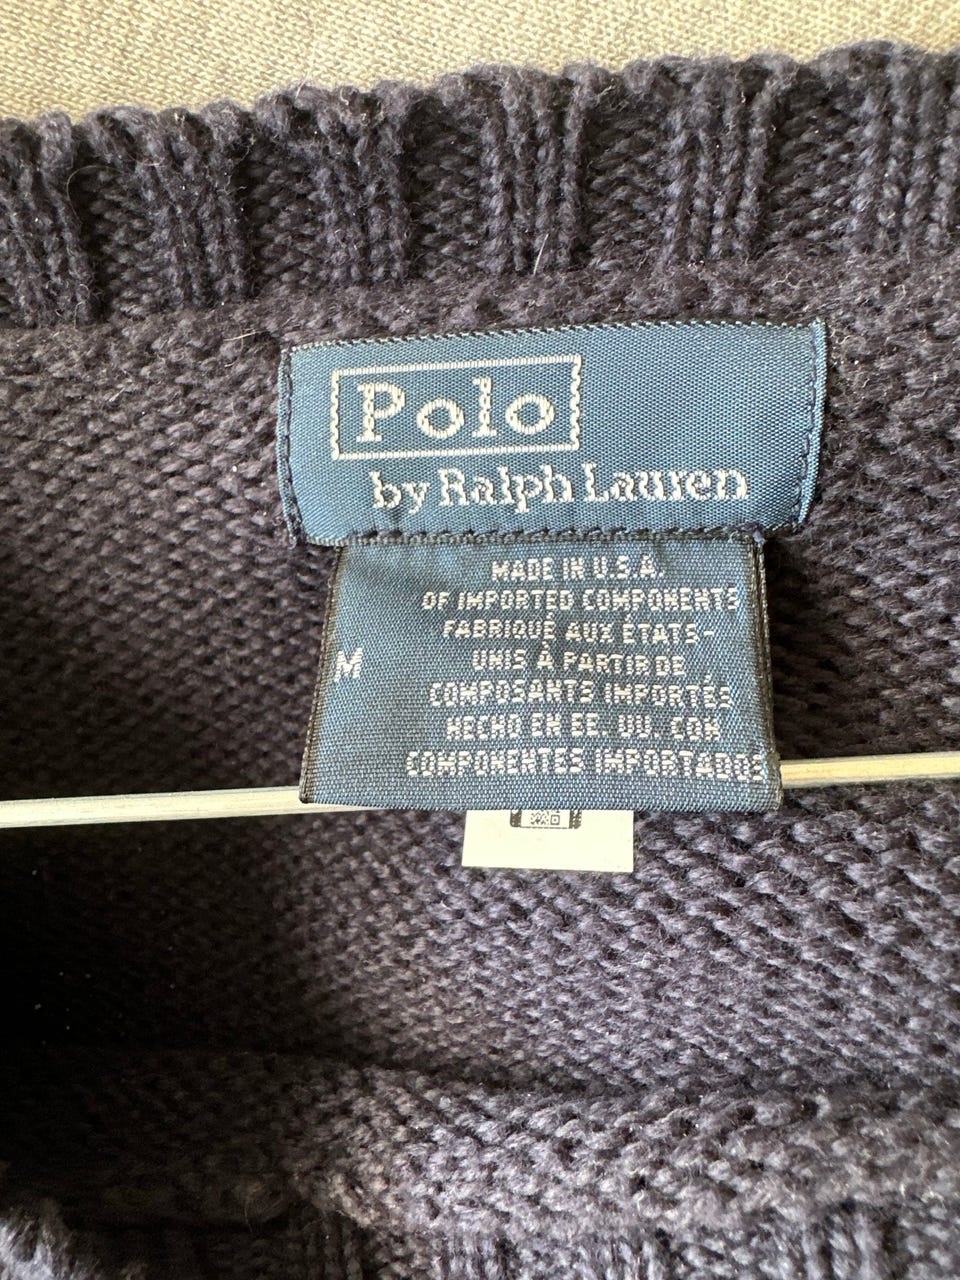 Polo
by Ralph Lauren
MADE IN U.S.A.
OF IMPORTED COMPONENTS
FABRIQUÉ AUX ÉTATS-
M
UNIS À PARTIR DE
COMPOSANTS IMPORTÉS
HECHO EN EE. UU. CON
COMPONENTES IMPORTADOS